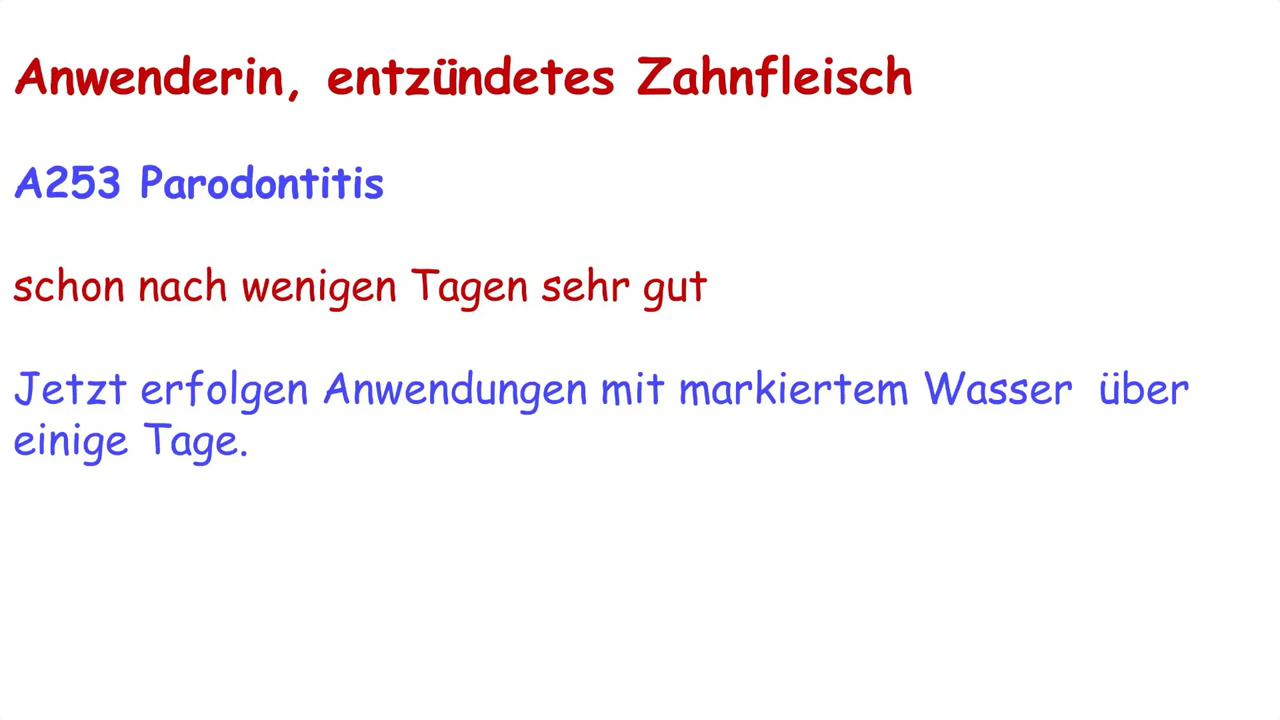 Anwenderin, entzündetes Zahnfleisch
A253 Parodontitis
schon nach wenigen Tagen sehr gut
Jetzt erfolgen Anwendungen mit markiertem Wasser über
einige Tage.